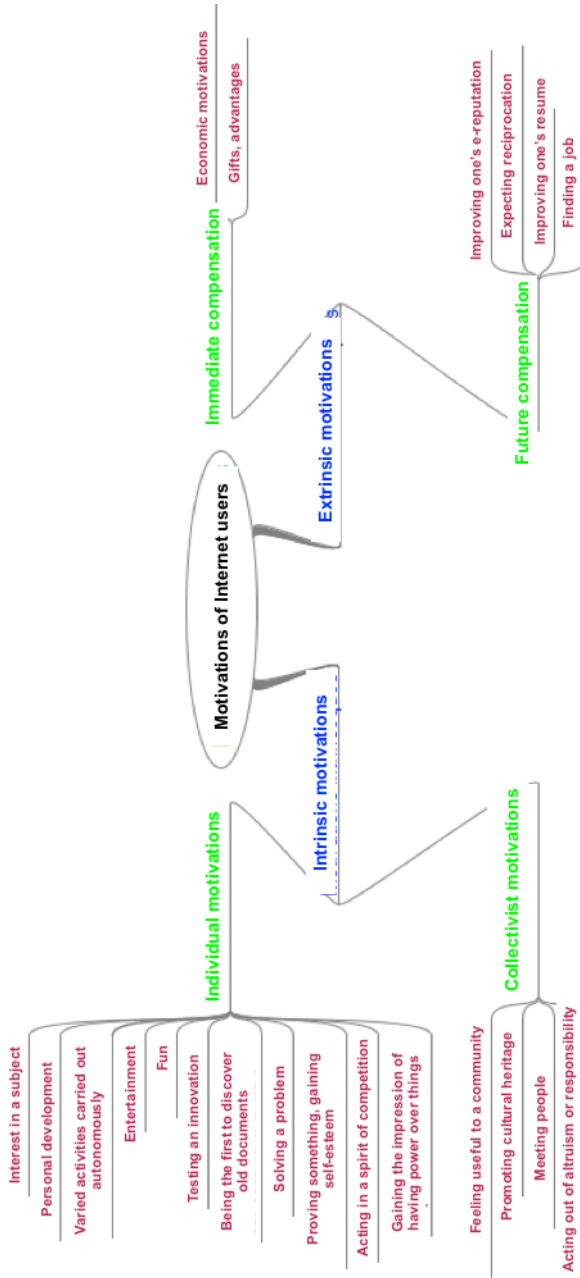 Motivations of Internet users
Intrinsic motivations
Individual motivations
Interest in a subject
Personal development
Varied activities carried out
autonomously
Entertainment
Fun
Testing an innovation
Being the first to discover
old documents
Solving a problem
Proving something, gaining
self-esteem
Acting in a spirit of competition
Gaining the impression of
having power over things
Collectivist motivations
Feeling useful to a community
Promoting cultural heritage
Meeting people
Acting out of altruism or responsibility
Extrinsic motivations
Immediate compensation
Economic motivations
Gifts, advantages
Future compensation
Improving one's e-reputation
Expecting reciprocation
Improving one's resume
Finding a job